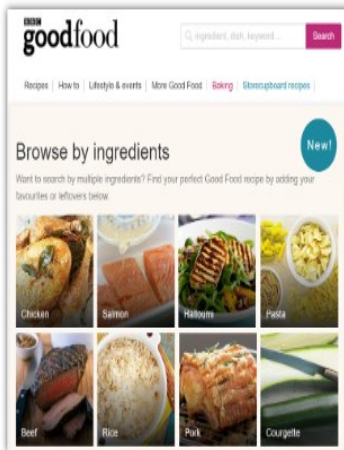 BBC
goodfood
ingredient, dish, keyword... Search
Recipes How to Lifestyle & events More Good Food Baking Storecupboard recipes
New!
Browse by ingredients
Want to search by multiple ingredients? Find your perfect Good Food recipe by adding your
favourites or leftovers below.
Chicken Salmon Halloumi Pasta
Beef Rice Pork Courgette